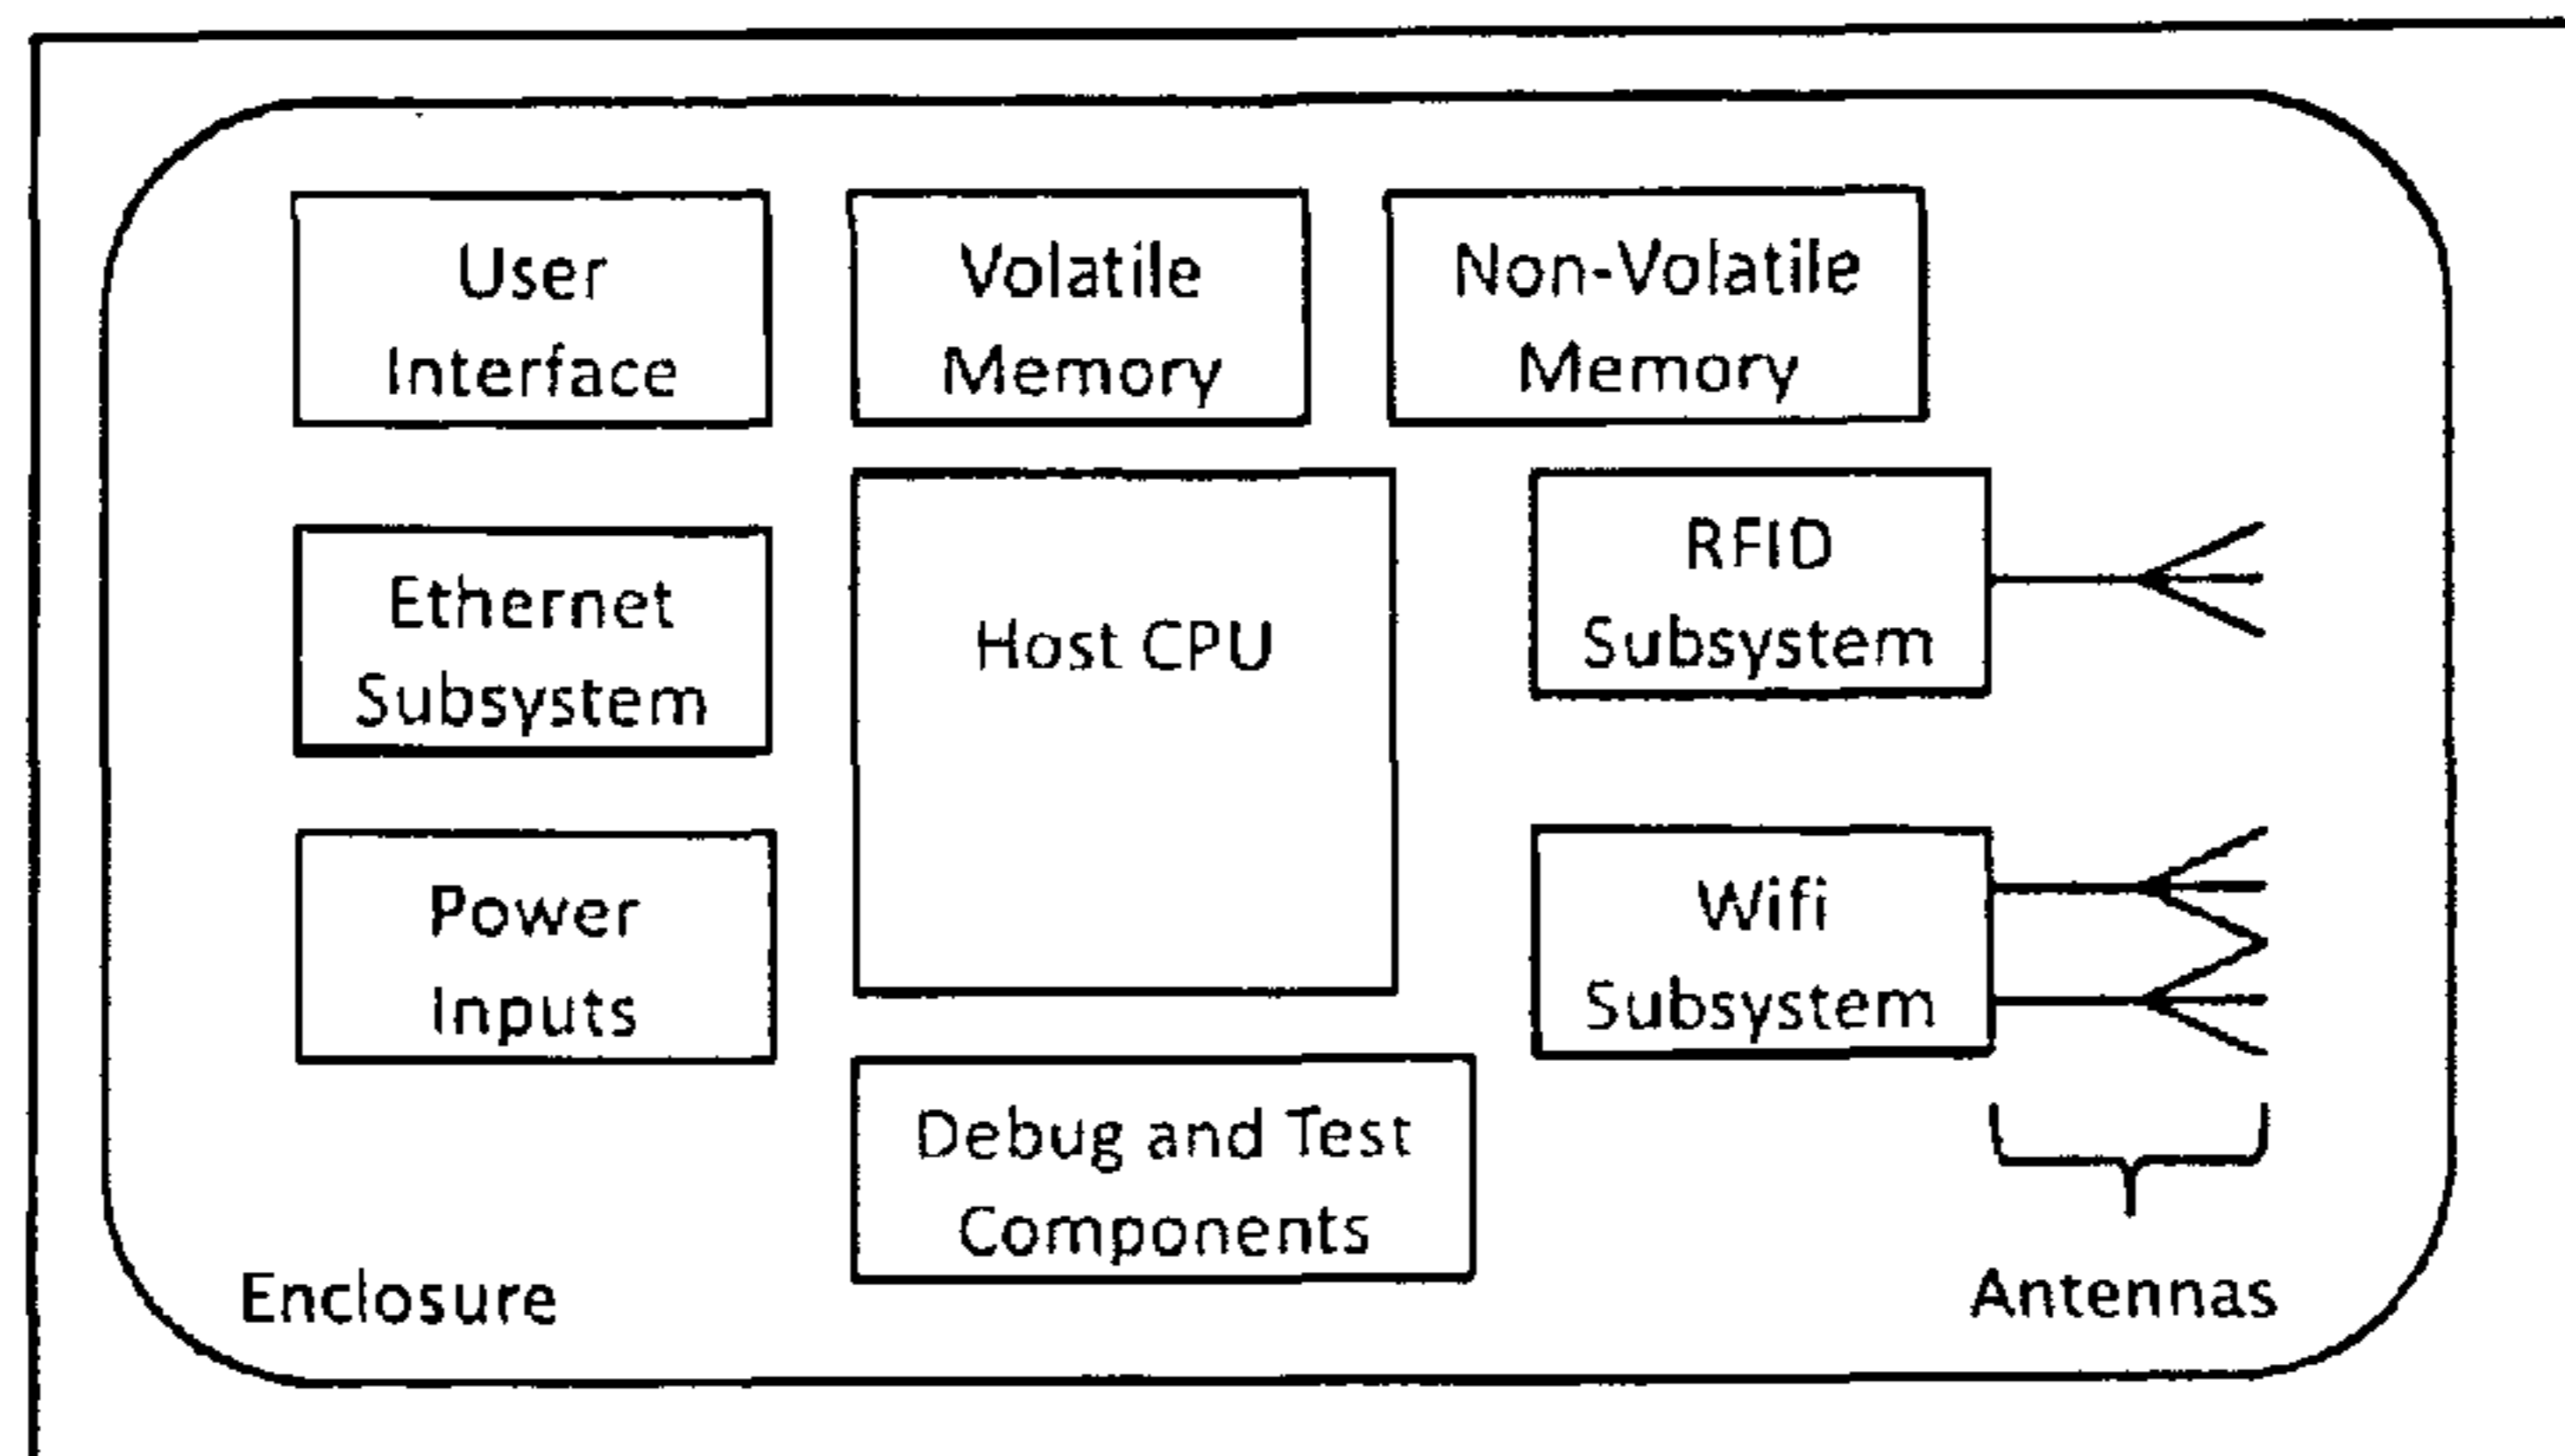 User
Interface
Volatile
Memory
Non-Volatile
Memory
Ethernet
Subsystem
Host CPU
RFID
Subsystem
Power
Inputs
Wifi
Subsystem
Debug and Test
Components
Enclosure
Antennas